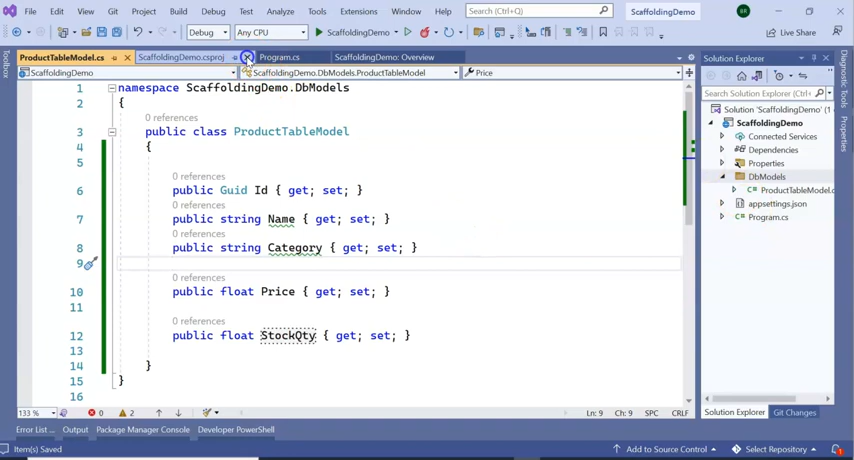 File Edit View Git Project Build Debug Test Analyze Tools Extensions Window Help Search (Ctrl+Q) ScaffoldingDemo BR
Debug Any CPU ScaffoldingDemo Live Share
Toolbox
ProductTableModel.cs ScaffoldingDemo.csproj Program.cs ScaffoldingDemo: Overview
ScaffoldingDemo ScaffoldingDemo.DbModels.ProductTableModel Price
1 namespace ScaffoldingDemo.DbModels
2 {
0 references
3 public class ProductTableModel
4 {
5
0 references
6 public Guid Id { get; set; }
0 references
7 public string Name { get; set; }
0 references
8 public string Category { get; set; }
9
0 references
10 public float Price { get; set; }
11
0 references
12 public float StockQty { get; set; }
13
14 }
15 }
16
133 % 0 2 Ln: 9 Ch: 9 SPC CRLF
Solution Explorer
Search Solution Explorer (Ctrl+;)
Solution 'ScaffoldingDemo' (1 of
ScaffoldingDemo
Connected Services
Dependencies
Properties
DbModels
C# ProductTableModel.c
appsettings.json
C# Program.cs
Solution Explorer Git Changes
Diagnostic Tools
Properties
Error List ... Output Package Manager Console Developer PowerShell
Item(s) Saved Add to Source Control Select Repository 1